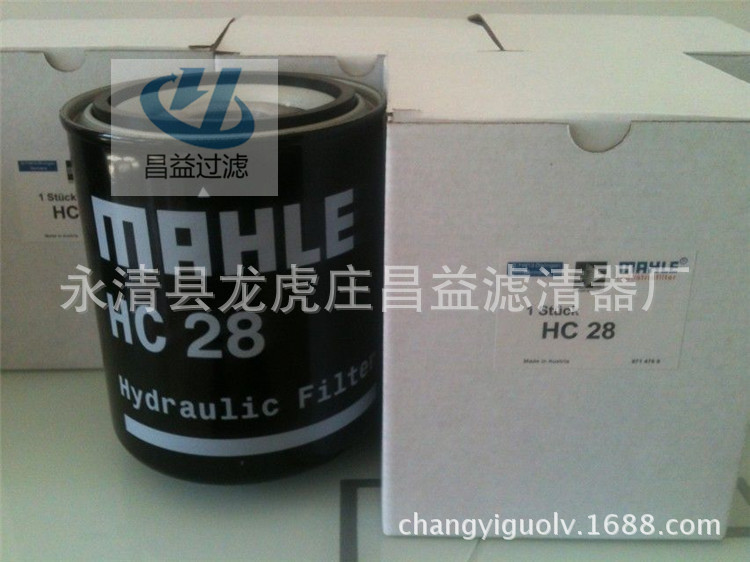 昌益过滤
MAHLE
HC 28
Hydraulic Filter
永清县龙虎庄昌益滤清器厂
1 Stück
HC
MAHLE®
1 Stück
HC 28
Made in Austria
changyiguolv.1688.com